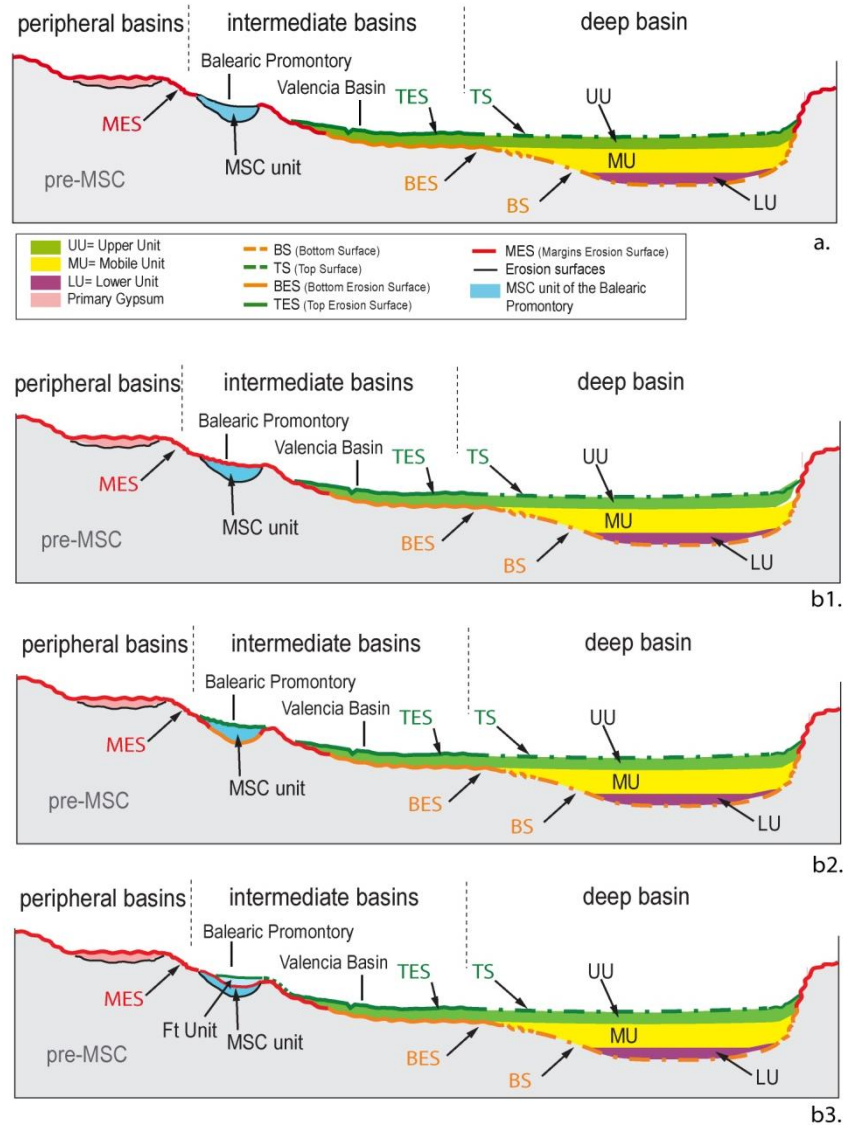 peripheral basins intermediate basins deep basin
Balearic Promontory
Valencia Basin
TES
TS
UU
MES
MSC unit
MU
pre-MSC
BES
BS
LU
a.
UU= Upper Unit
MU= Mobile Unit
LU= Lower Unit
Primary Gypsum
BS (Bottom Surface)
TS (Top Surface)
BES (Bottom Erosion Surface)
TES (Top Erosion Surface)
MES (Margins Erosion Surface)
Erosion surfaces
MSC unit of the Balearic
Promontory
peripheral basins intermediate basins deep basin
Balearic Promontory
Valencia Basin
TES
TS
UU
MES
MSC unit
MU
pre-MSC
BES
BS
LU
b1.
peripheral basins intermediate basins deep basin
Balearic Promontory
Valencia Basin
TES
TS
UU
MES
MSC unit
MU
pre-MSC
BES
BS
LU
b2.
peripheral basins intermediate basins deep basin
Balearic Promontory
Valencia Basin
TES
TS
UU
MES
Ft Unit
MSC unit
MU
pre-MSC
BES
BS
LU
b3.